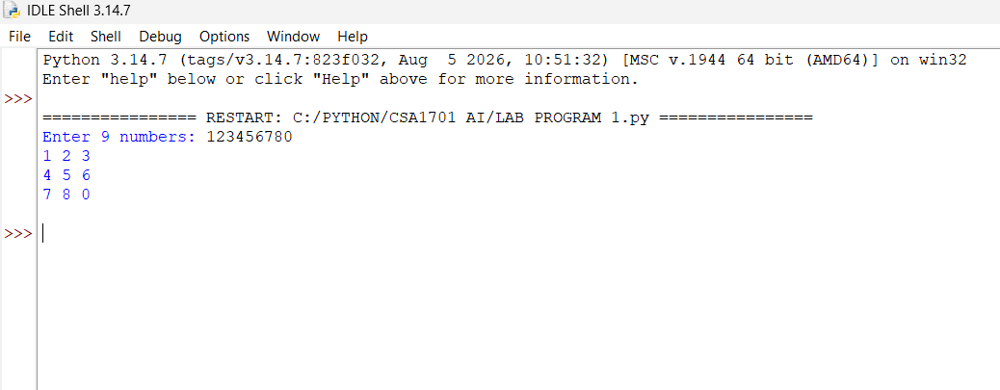 IDLE Shell 3.14.7
File Edit Shell Debug Options Window Help
Python 3.14.7 (tags/v3.14.7:823f032, Aug  5 2026, 10:51:32) [MSC v.1944 64 bit (AMD64)] on win32
Enter "help" below or click "Help" above for more information.
>>>
================ RESTART: C:/PYTHON/CSA1701 AI/LAB PROGRAM 1.py ================
Enter 9 numbers: 123456780
1 2 3
4 5 6
7 8 0
>>>